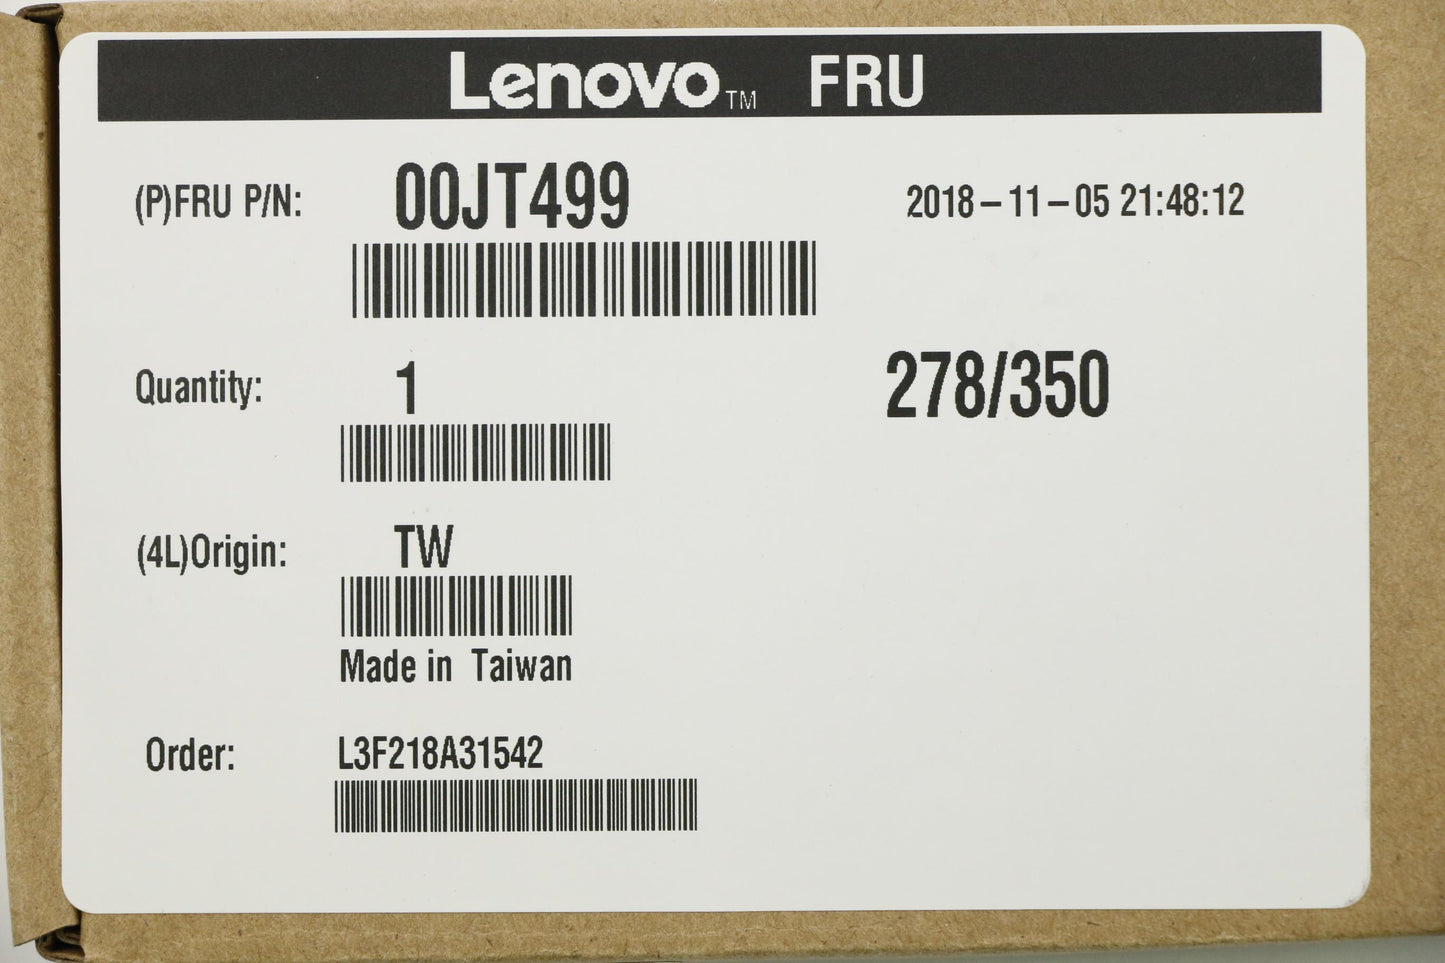 Lenovo™ FRU
(P)FRU P/N: 00JT499 2018-11-05 21:48:12
Quantity: 1 278/350
(4L)Origin: TW
Made in Taiwan
Order: L3F218A31542